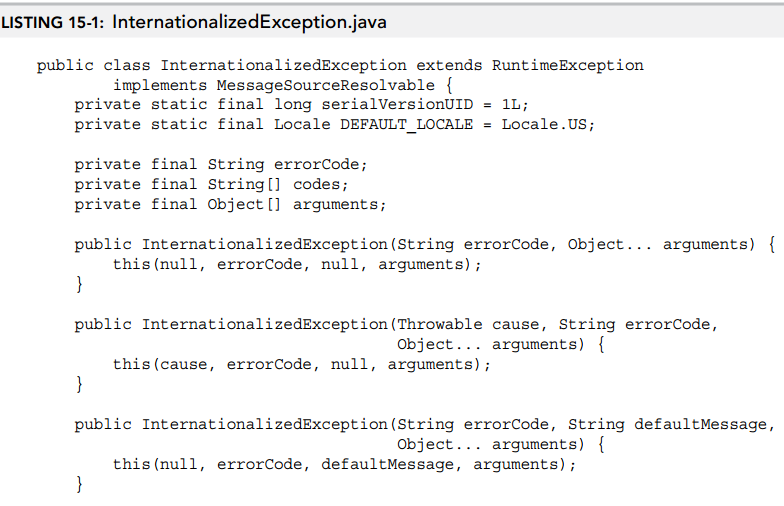 LISTING 15-1: InternationalizedException.java
public class InternationalizedException extends RuntimeException
        implements MessageSourceResolvable {
    private static final long serialVersionUID = 1L;
    private static final Locale DEFAULT_LOCALE = Locale.US;

    private final String errorCode;
    private final String[] codes;
    private final Object[] arguments;

    public InternationalizedException(String errorCode, Object... arguments) {
        this(null, errorCode, null, arguments);
    }

    public InternationalizedException(Throwable cause, String errorCode,
                                      Object... arguments) {
        this(cause, errorCode, null, arguments);
    }

    public InternationalizedException(String errorCode, String defaultMessage,
                                      Object... arguments) {
        this(null, errorCode, defaultMessage, arguments);
    }